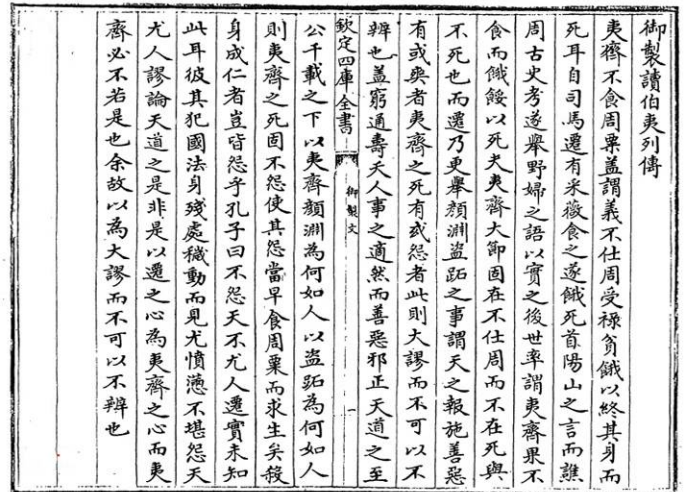 御製讀伯夷列傳
夷齊不食周粟盖謂義不仕周受祿貧餓以終其身而
死耳自司馬遷有采薇食之遂餓死首陽山之言而譙
周古史考遂舉野婦之語以實之後世率謂夷齊果不
食而餓餒以死夫夷齊大節固在不仕周而不在死與
不死也而遷乃更舉顔淵盜跖之事謂天之報施善惡
有或爽者夷齊之死有或怨者此則大謬而不可以不
辨也盖窮通壽夭人事之適然而善惡邪正天道之至
欽定四庫全書
御製文
一
公千載之下以夷齊顔淵為何如人以盜跖為何如人
則夷齊之死固不怨使其怨當早食周粟而求生矣殺
身成仁者豈皆怨乎孔子曰不怨天不尤人遷實未知
此耳彼其犯國法身殘處穢動而見尤憤懣不堪怨天
尤人謬論天道之是非是以遷之心為夷齊之心而夷
齊必不若是也余故以為大謬而不可以不辨也